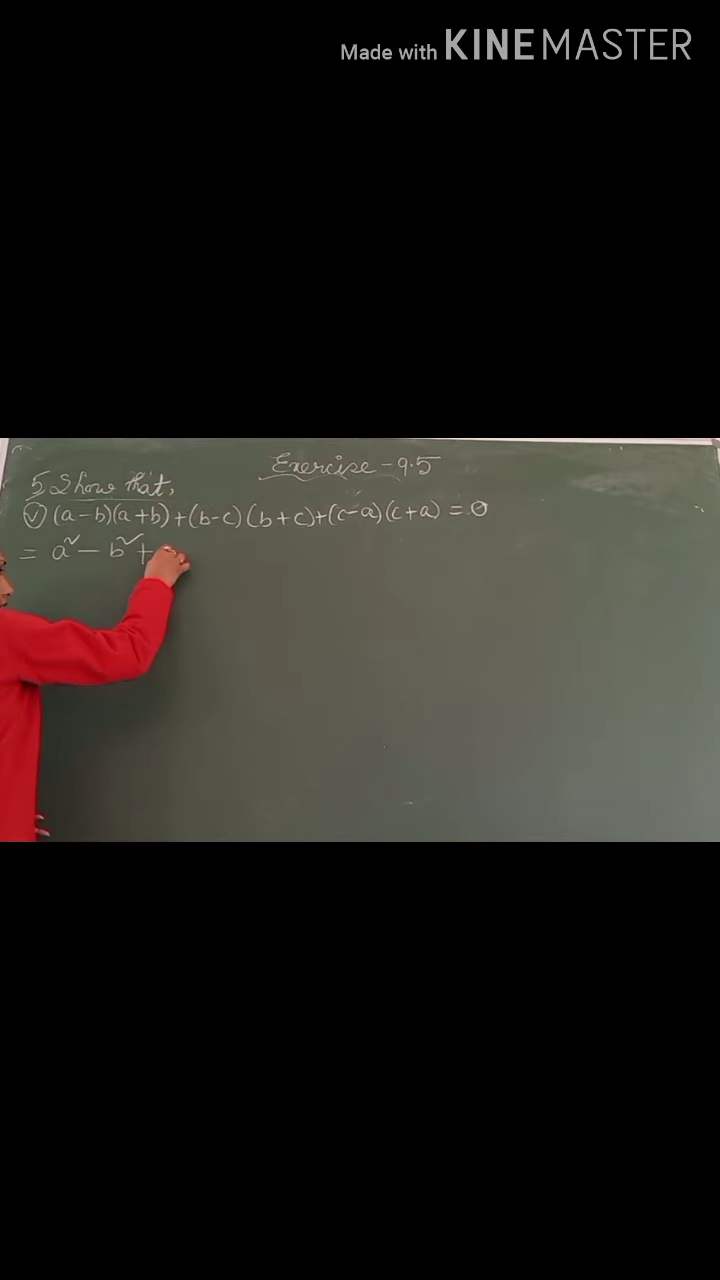 Made with KINEMASTER
Exercise - 9.5
5 Show that,
(v) (a-b)(a+b)+(b-c)(b+c)+(c-a)(c+a) = 0
= a² - b² +